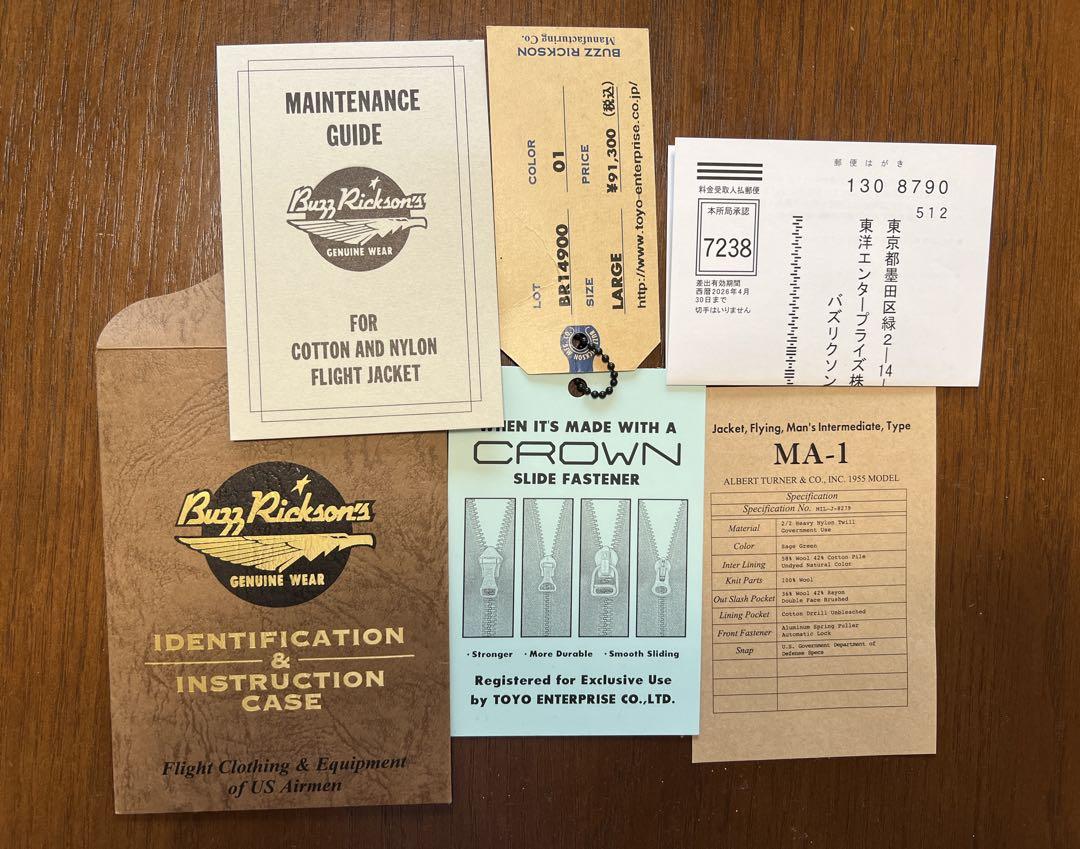 MAINTENANCE
GUIDE
Buzz Rickson's
GENUINE WEAR
FOR
COTTON AND NYLON
FLIGHT JACKET
BUZZ RICKSON
Manufacturing Co.
LOT
BR14900
COLOR
01
SIZE
LARGE
PRICE
¥91,300 (税込)
http://www.toyo-enterprise.co.jp/
郵便はがき
料金受取人払郵便
本所局承認
7238
差出有効期間
西暦2026年4月
30日まで
切手はいりません
130 8790
512
東京都墨田区緑2-14-
東洋エンタープライズ株
バズリクソン
Buzz Rickson's
GENUINE WEAR
IDENTIFICATION
&
INSTRUCTION
CASE
Flight Clothing & Equipment
of US Airmen
WHEN IT'S MADE WITH A
CROWN
SLIDE FASTENER
・Stronger ・More Durable ・Smooth Sliding
Registered for Exclusive Use
by TOYO ENTERPRISE CO.,LTD.
Jacket, Flying, Man's Intermediate, Type
MA-1
ALBERT TURNER & CO., INC. 1955 MODEL
Specification
Specification No. MIL-J-8279
Material 2/2 Heavy Nylon Twill
Government Use
Color Sage Green
Inter Lining 58% Wool 42% Cotton Pile
Undyed Natural Color
Knit Parts 100% Wool
Out Slash Pocket 36% Wool 42% Rayon
Double Face Brushed
Lining Pocket Cotton Drrill Unbleached
Front Fastener Aluminum Spring Puller
Automatic Lock
Snap U.S. Government Department of
Defense Specs